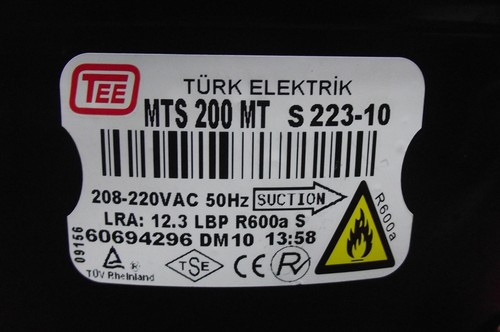 TEE TÜRK ELEKTRİK
MTS 200 MT S 223-10
208-220VAC 50Hz SUCTION
LRA: 12.3 LBP R600a S
60694296 DM10 13:58
R600a
09156
TÜV Rheinland
TSE
CE
RV